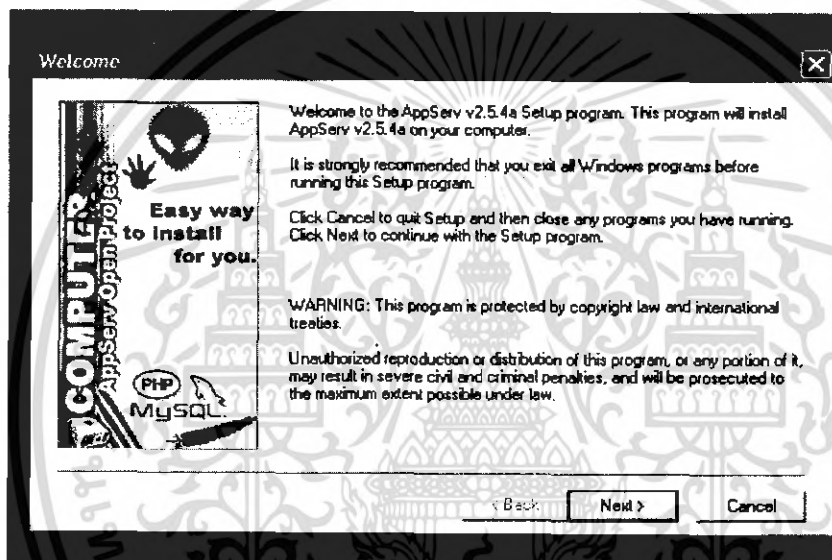 Welcome
Welcome to the AppServ v2.5.4a Setup program. This program will install
AppServ v2.5.4a on your computer.
It is strongly recommended that you exit all Windows programs before
running this Setup program.
Click Cancel to quit Setup and then close any programs you have running.
Click Next to continue with the Setup program.
WARNING: This program is protected by copyright law and international
treaties.
Unauthorized reproduction or distribution of this program, or any portion of it,
may result in severe civil and criminal penalties, and will be prosecuted to
the maximum extent possible under law.
COMPUTER
AppServ Open Project
Easy way
to install
for you.
PHP
MySQL
< Back
Next >
Cancel